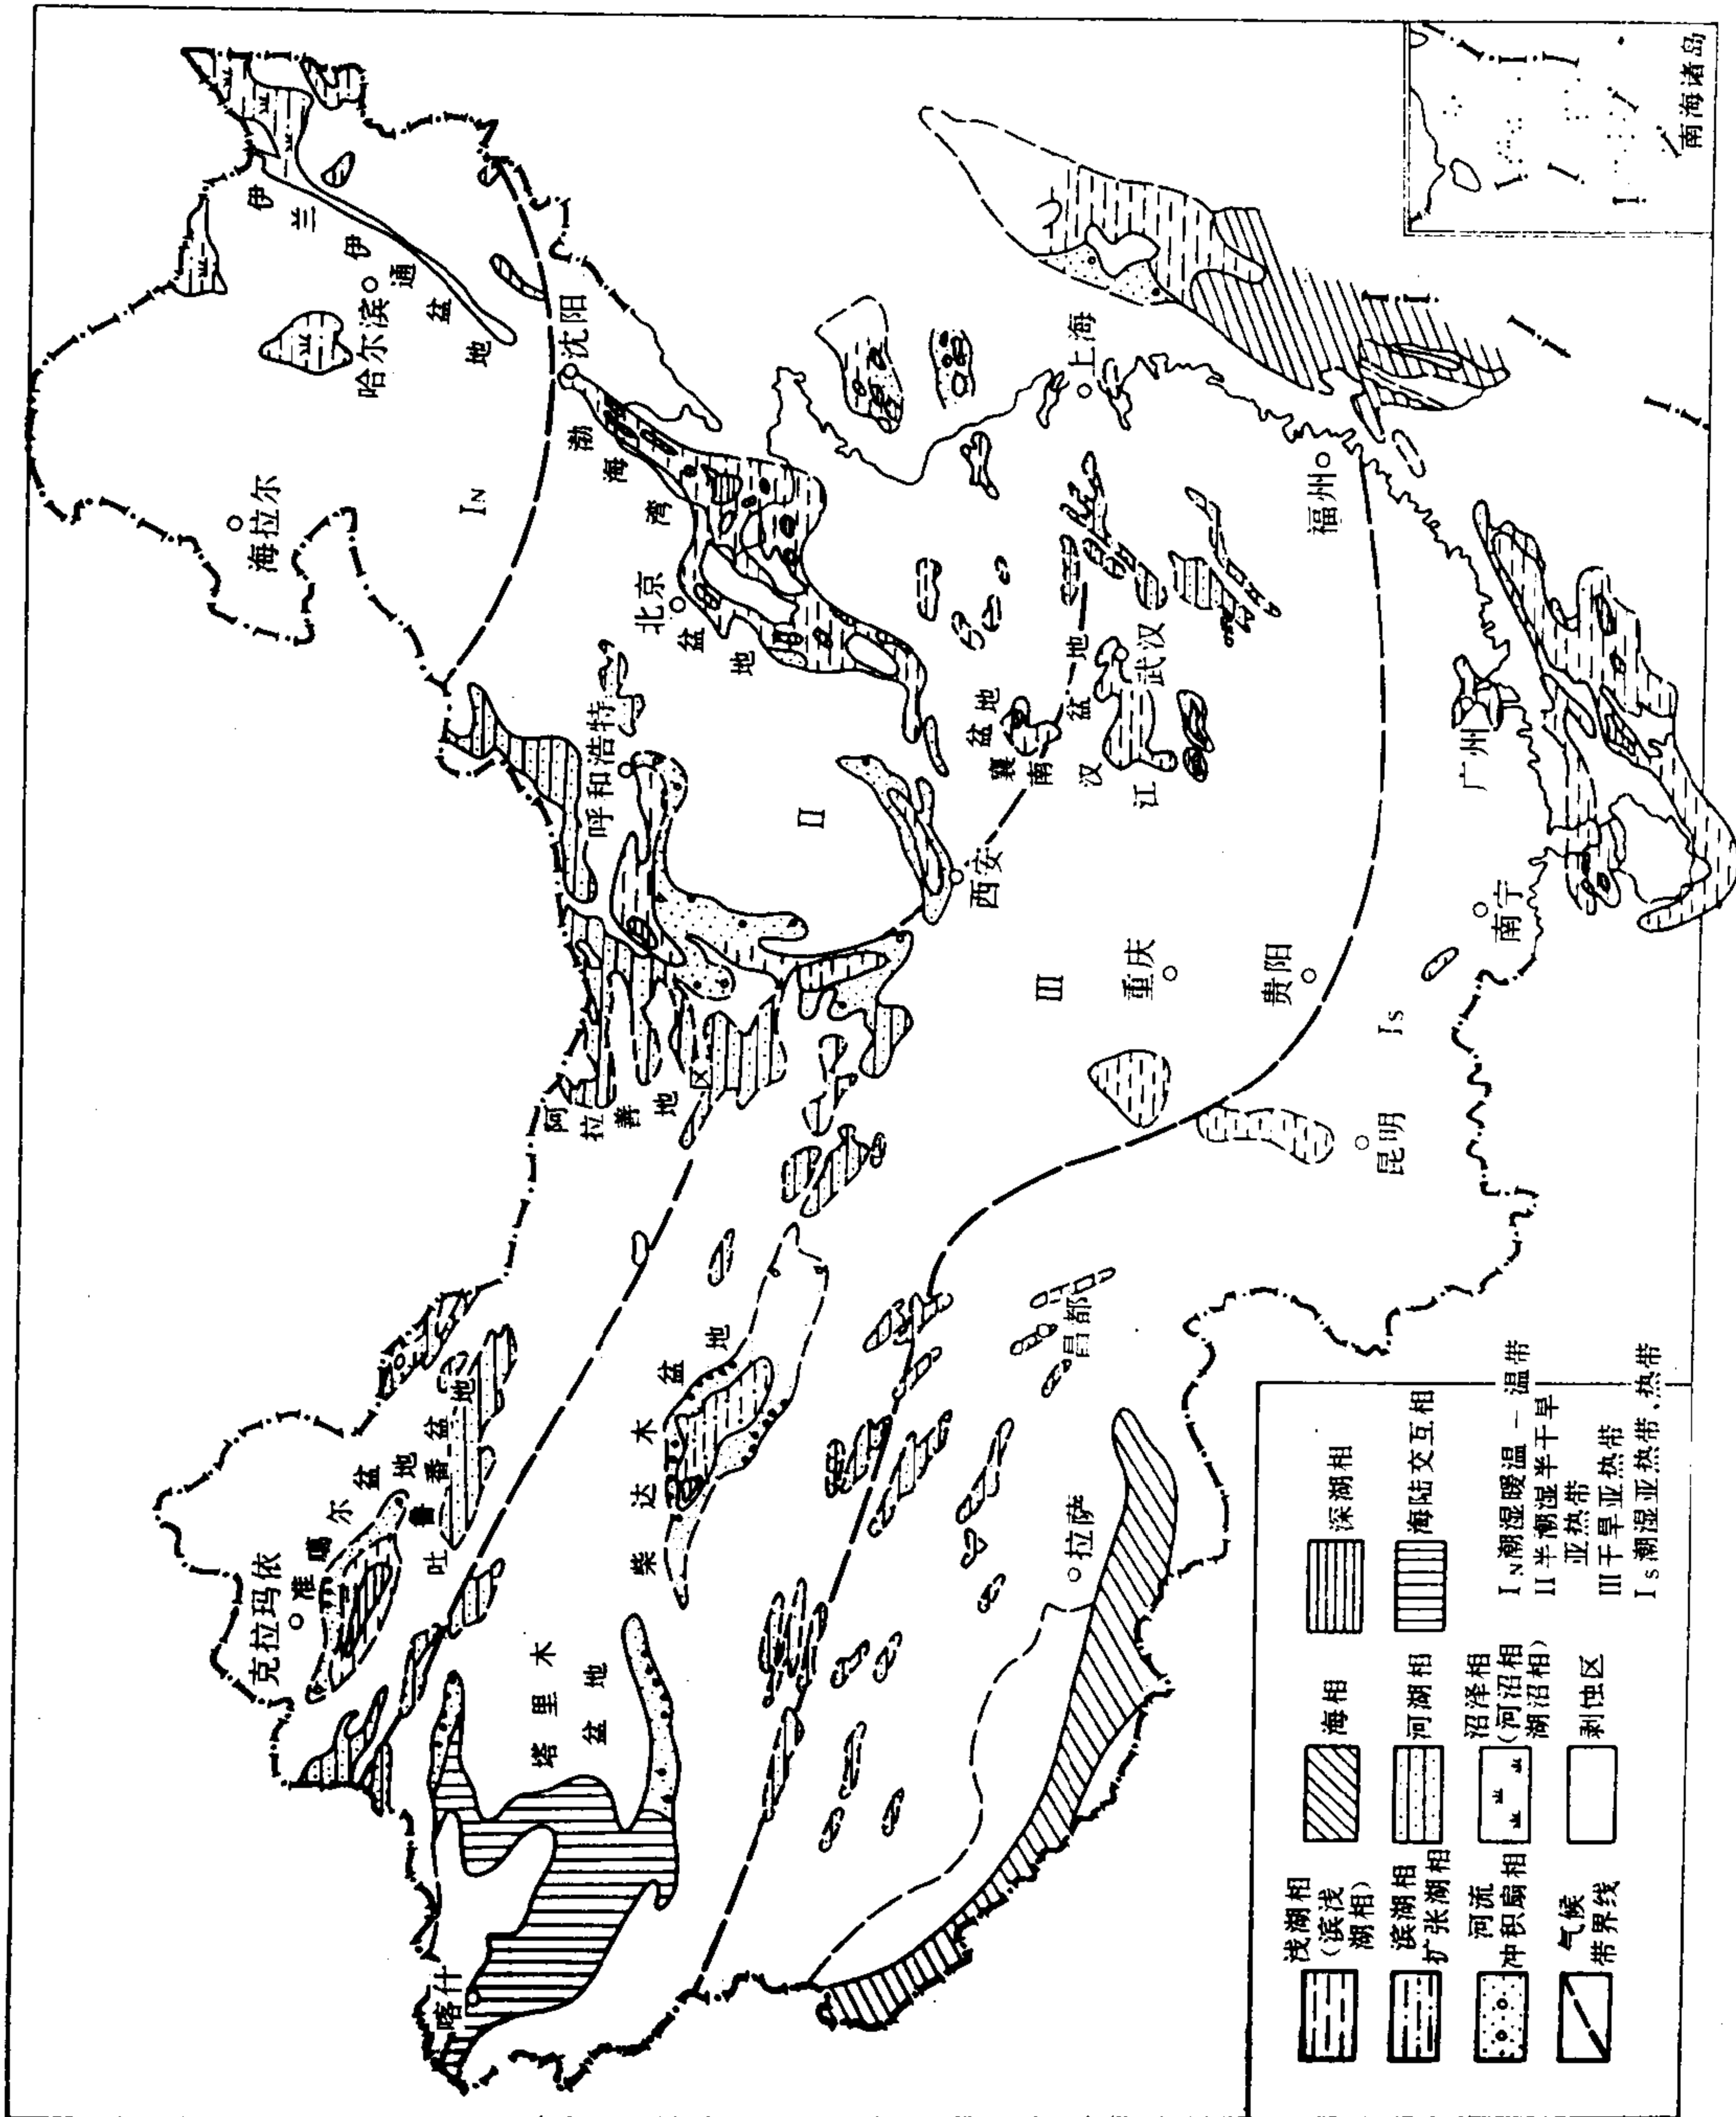 克拉玛依
准噶尔盆地
吐鲁番盆地
喀什
塔里木
盆地
柴达木盆地
阿拉善地区
海拉尔
哈尔滨
伊兰伊通盆地
I_N
沈阳
渤海湾
盆地
北京
呼和浩特
II
西安
襄
南
盆地
江
汉
盆地
武汉
上海
III
重庆
贵阳
福州
昌都
拉萨
昆明
I_S
南宁
广州
南海诸岛
浅湖相
(滨浅
湖相)
海相
深湖相
滨湖相
扩张湖相
河湖相
海陆交互相
河流
冲积扇相
沼泽相
(河沼相
湖沼相)
气候
带界线
剥蚀区
I_N潮湿暖温-温带
II半潮湿半干旱
亚热带
III干旱亚热带
I_S潮湿亚热带、热带